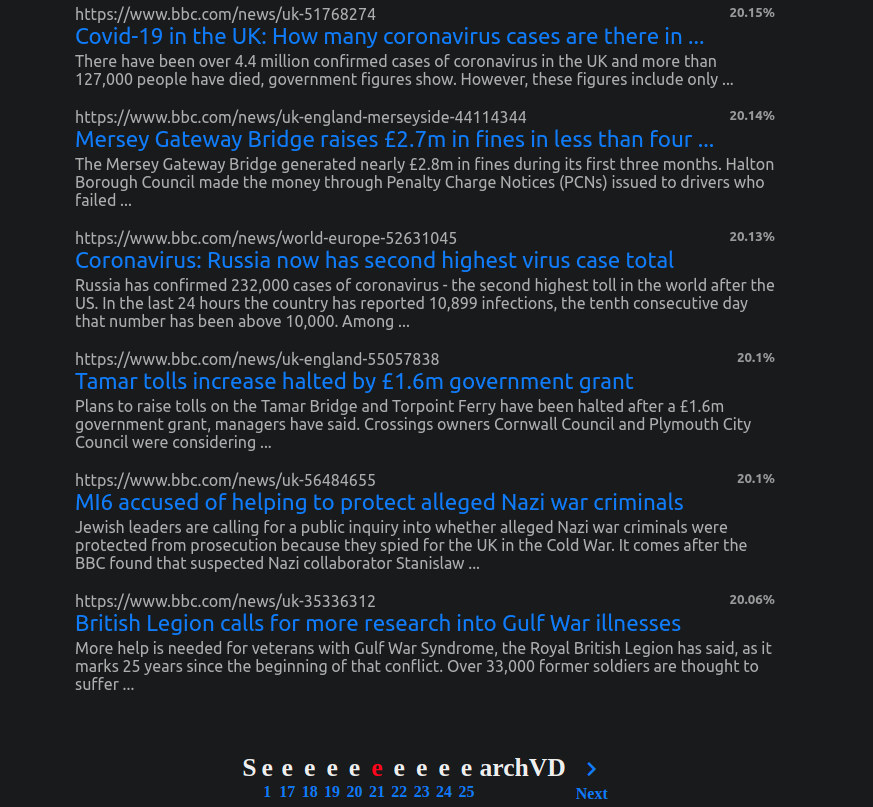 https://www.bbc.com/news/uk-51768274 20.15%
Covid-19 in the UK: How many coronavirus cases are there in ...
There have been over 4.4 million confirmed cases of coronavirus in the UK and more than
127,000 people have died, government figures show. However, these figures include only ...
https://www.bbc.com/news/uk-england-merseyside-44114344 20.14%
Mersey Gateway Bridge raises £2.7m in fines in less than four ...
The Mersey Gateway Bridge generated nearly £2.8m in fines during its first three months. Halton
Borough Council made the money through Penalty Charge Notices (PCNs) issued to drivers who
failed ...
https://www.bbc.com/news/world-europe-52631045 20.13%
Coronavirus: Russia now has second highest virus case total
Russia has confirmed 232,000 cases of coronavirus - the second highest toll in the world after the
US. In the last 24 hours the country has reported 10,899 infections, the tenth consecutive day
that number has been above 10,000. Among ...
https://www.bbc.com/news/uk-england-55057838 20.1%
Tamar tolls increase halted by £1.6m government grant
Plans to raise tolls on the Tamar Bridge and Torpoint Ferry have been halted after a £1.6m
government grant, managers have said. Crossings owners Cornwall Council and Plymouth City
Council were considering ...
https://www.bbc.com/news/uk-56484655 20.1%
MI6 accused of helping to protect alleged Nazi war criminals
Jewish leaders are calling for a public inquiry into whether alleged Nazi war criminals were
protected from prosecution because they spied for the UK in the Cold War. It comes after the
BBC found that suspected Nazi collaborator Stanislaw ...
https://www.bbc.com/news/uk-35336312 20.06%
British Legion calls for more research into Gulf War illnesses
More help is needed for veterans with Gulf War Syndrome, the Royal British Legion has said, as it
marks 25 years since the beginning of that conflict. Over 33,000 former soldiers are thought to
suffer ...
S e e e e e e e e e e archVD >
1 17 18 19 20 21 22 23 24 25 Next